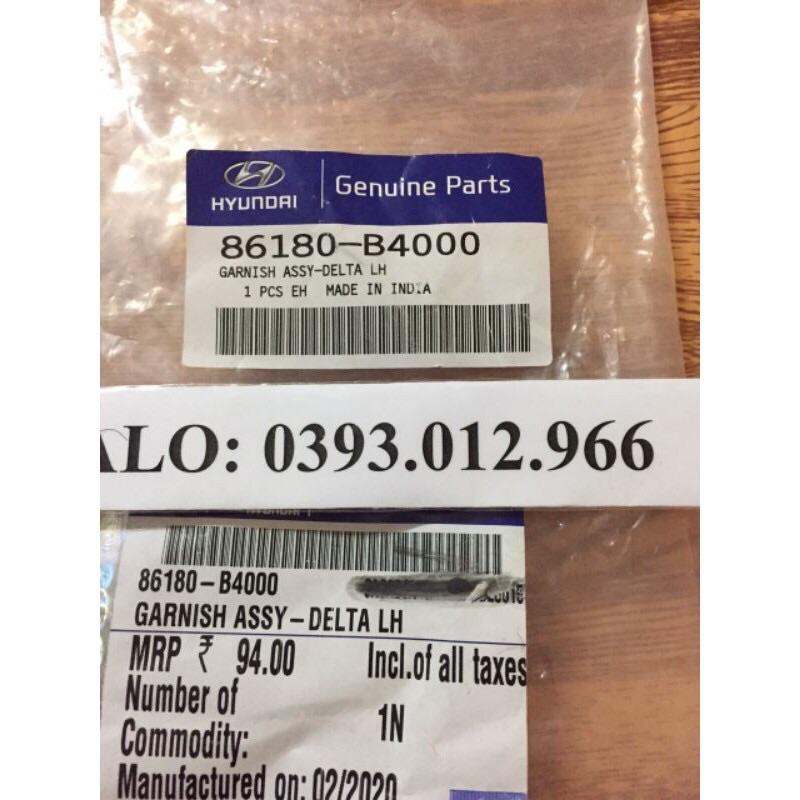 HYUNDAI
Genuine Parts
86180-B4000
GARNISH ASSY-DELTA LH
1 PCS EH MADE IN INDIA
ALO: 0393.012.966
HYUNDAI
86180-B4000
GARNISH ASSY-DELTA LH
MRP ₹ 94.00 Incl.of all taxes
Number of
Commodity: 1N
Manufactured on: 02/2020